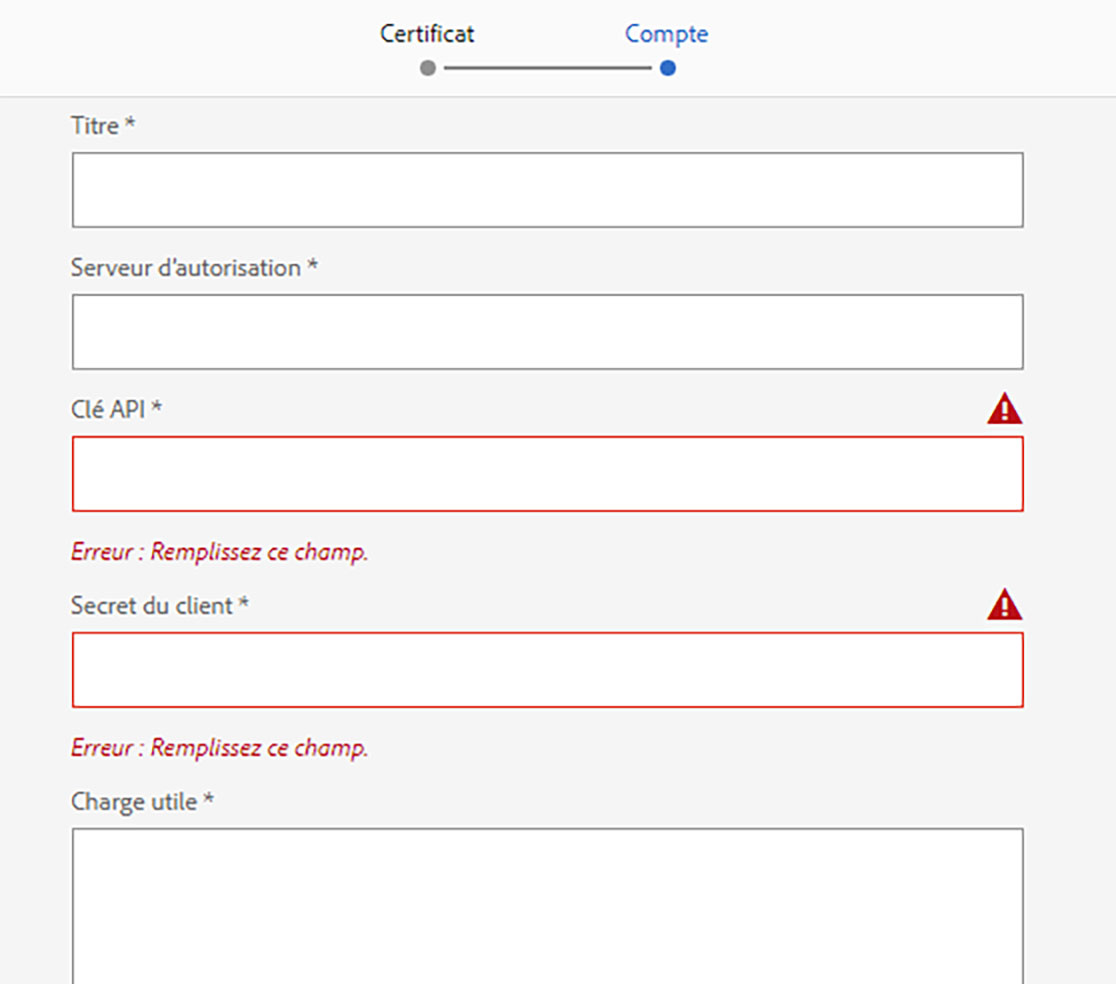 Certificat
Compte
Titre *
Serveur d'autorisation *
Clé API *
Erreur : Remplissez ce champ.
Secret du client *
Erreur : Remplissez ce champ.
Charge utile *